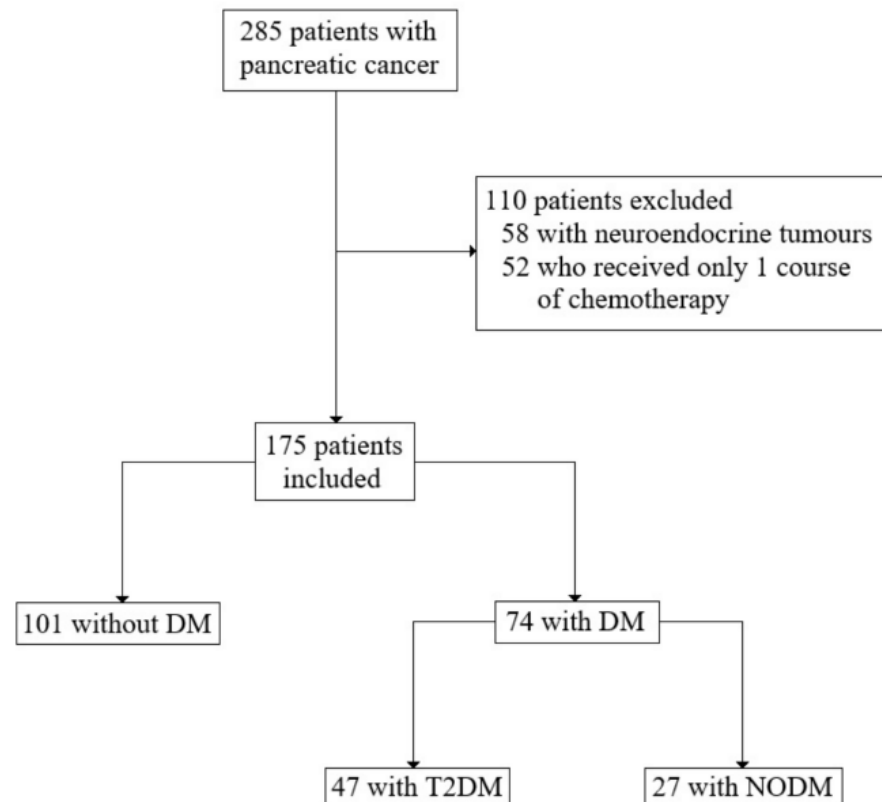 285 patients with
pancreatic cancer
110 patients excluded
58 with neuroendocrine tumours
52 who received only 1 course
of chemotherapy
175 patients
included
101 without DM
74 with DM
47 with T2DM
27 with NODM